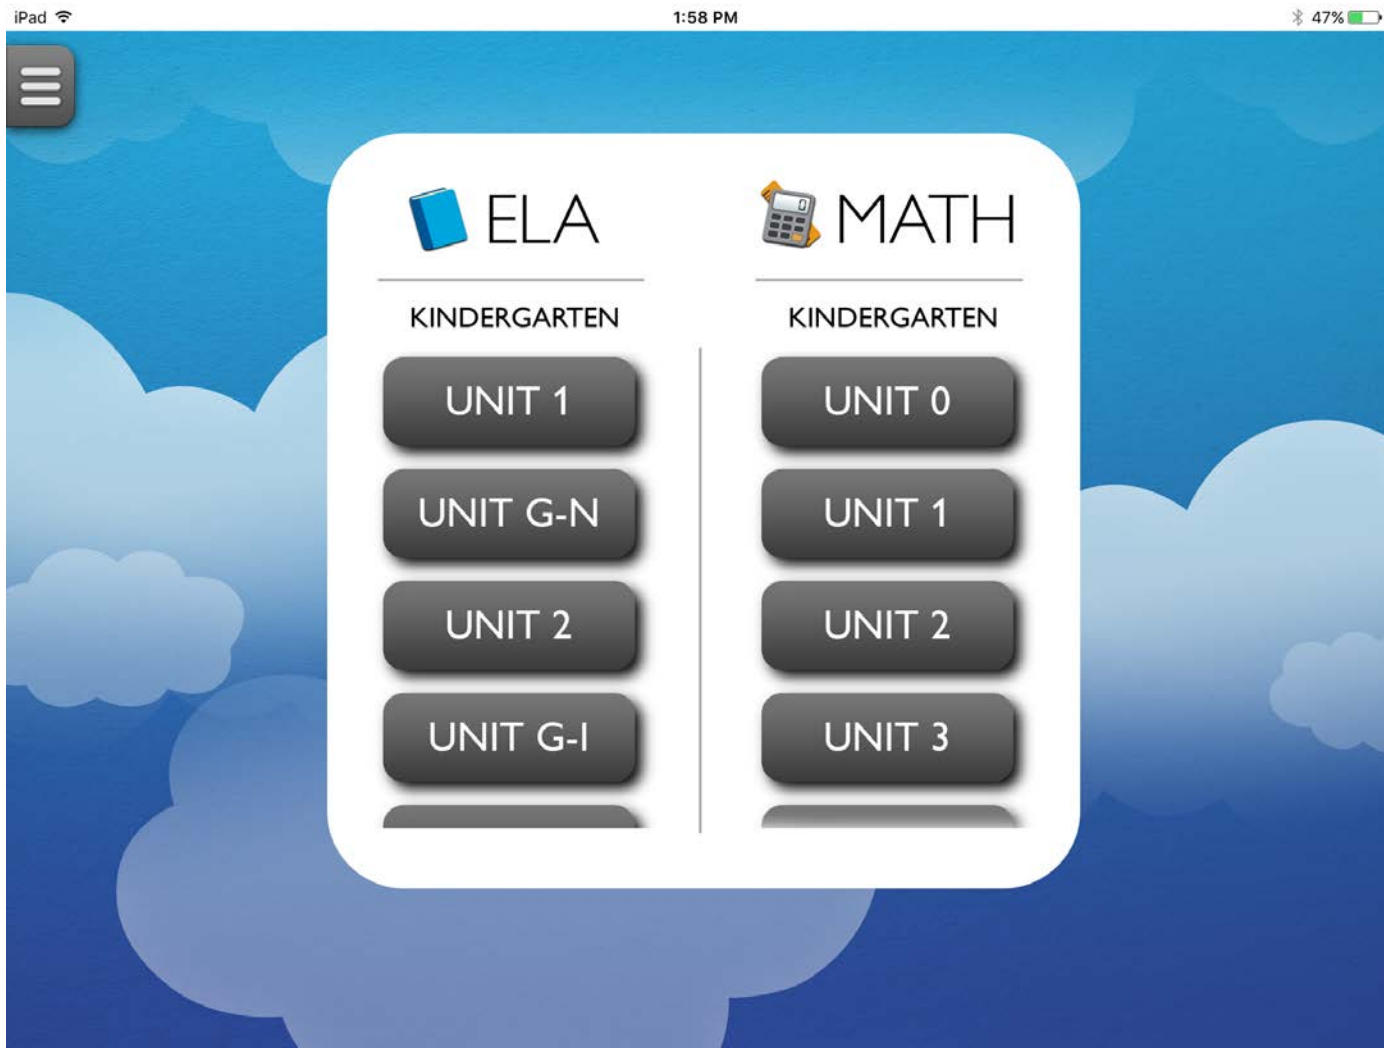 iPad 1:58 PM 47%
ELA
KINDERGARTEN
UNIT 1
UNIT G-N
UNIT 2
UNIT G-I
0
MATH
KINDERGARTEN
UNIT 0
UNIT 1
UNIT 2
UNIT 3